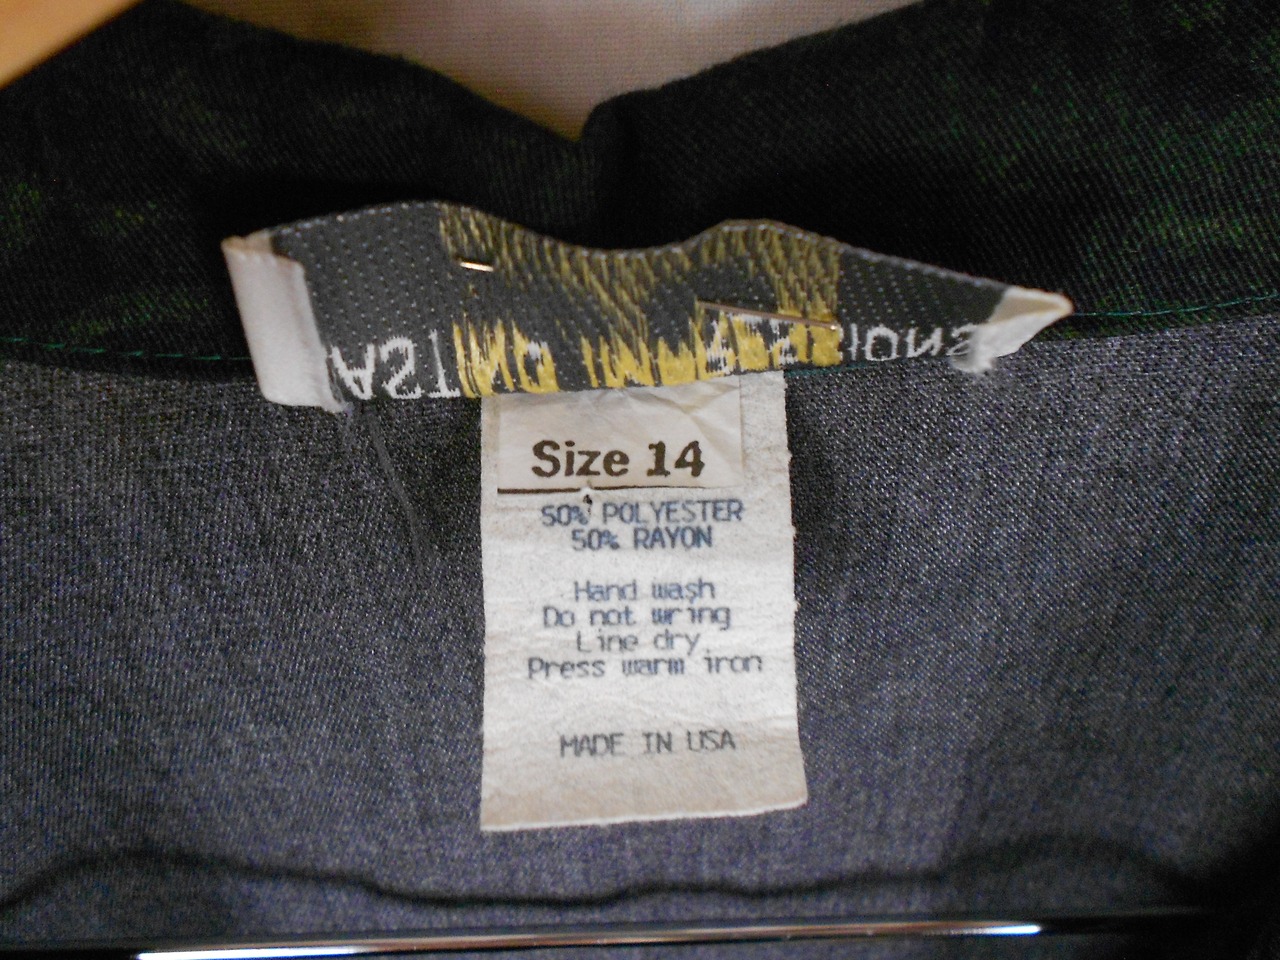 Size 14
50% POLYESTER
50% RAYON
Hand wash
Do not wring
Line dry
Press warm iron
MADE IN USA